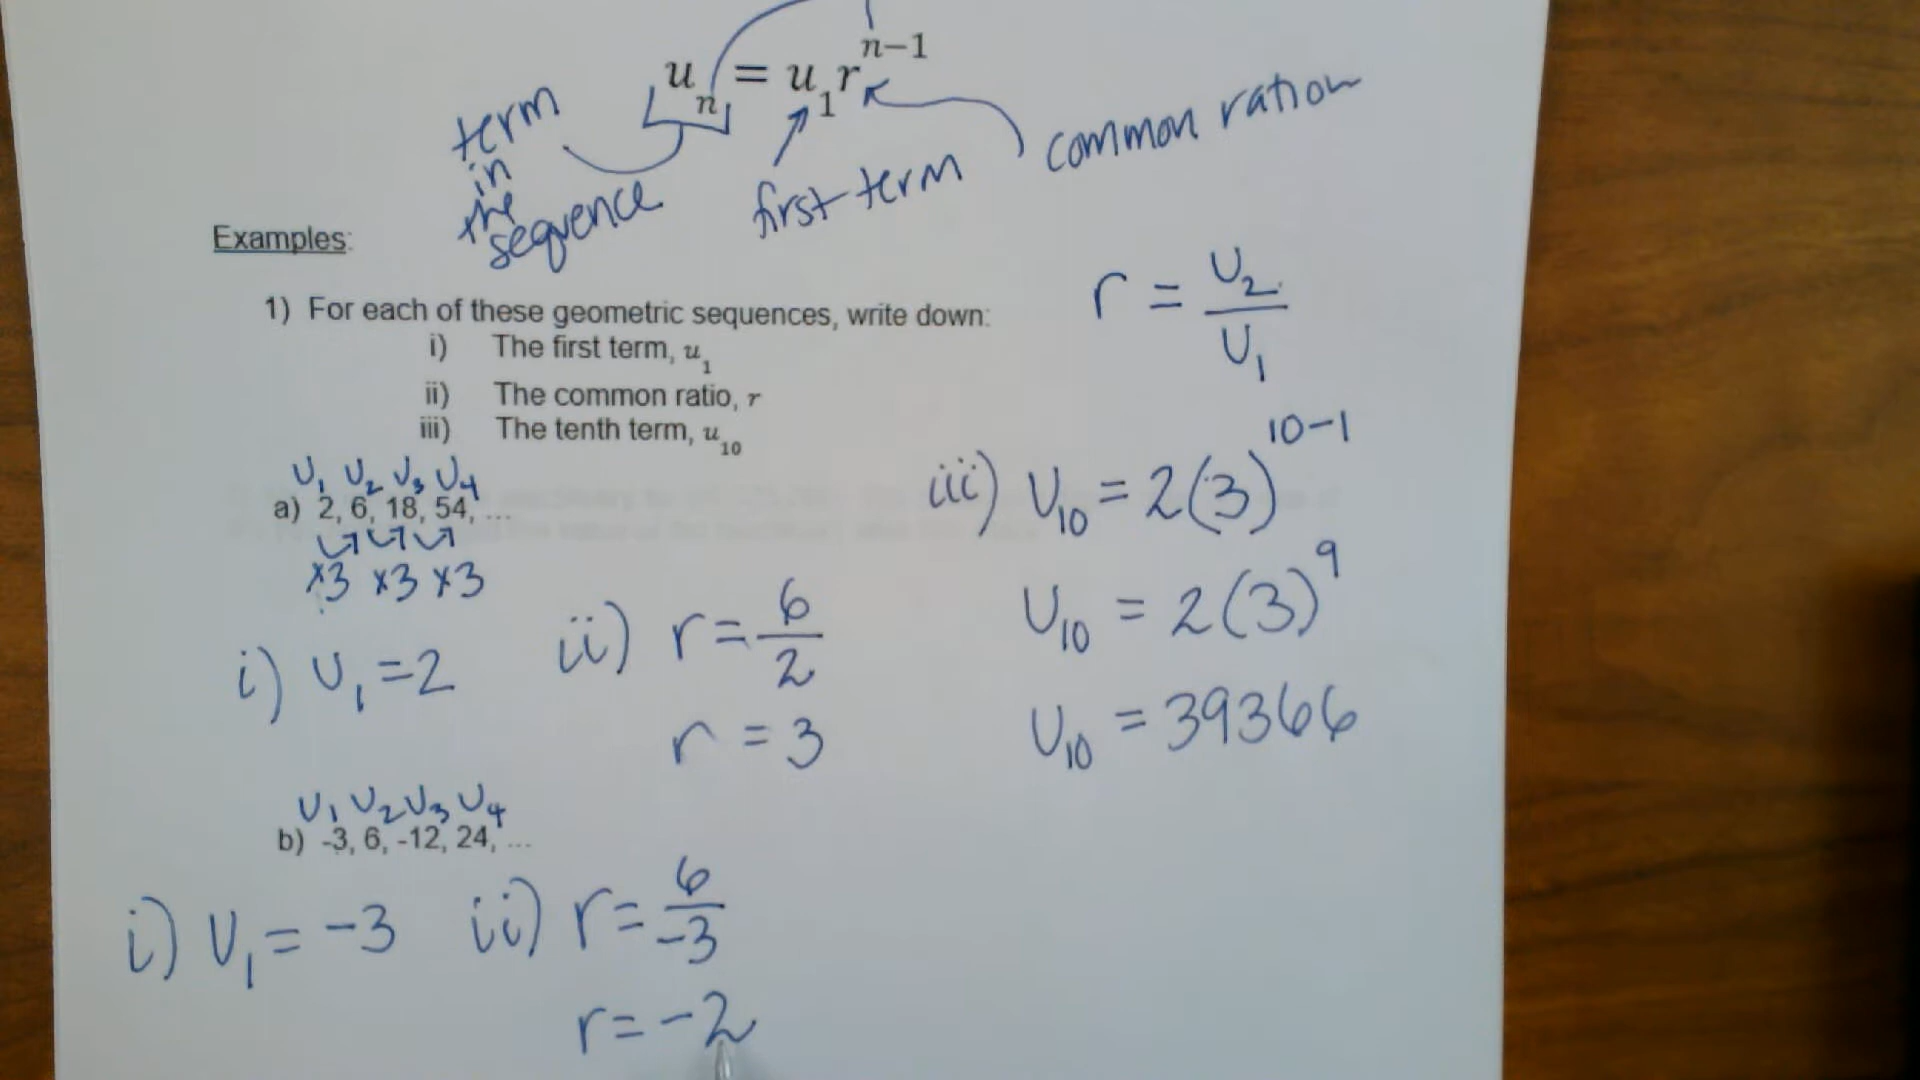 uₙ = u₁rⁿ⁻¹
term
in
the
sequence
first term
common ration
Examples:
r = U₂/U₁
1) For each of these geometric sequences, write down:
i) The first term, u₁
ii) The common ratio, r
iii) The tenth term, u₁₀
U₁ U₂ U₃ U₄
a) 2, 6, 18, 54, ...
x3 x3 x3
i) U₁ = 2
ii) r = 6/2
r = 3
iii) U₁₀ = 2(3)¹⁰⁻¹
U₁₀ = 2(3)⁹
U₁₀ = 39366
U₁ U₂ U₃ U₄
b) -3, 6, -12, 24, ...
i) U₁ = -3
ii) r = 6/-3
r = -2